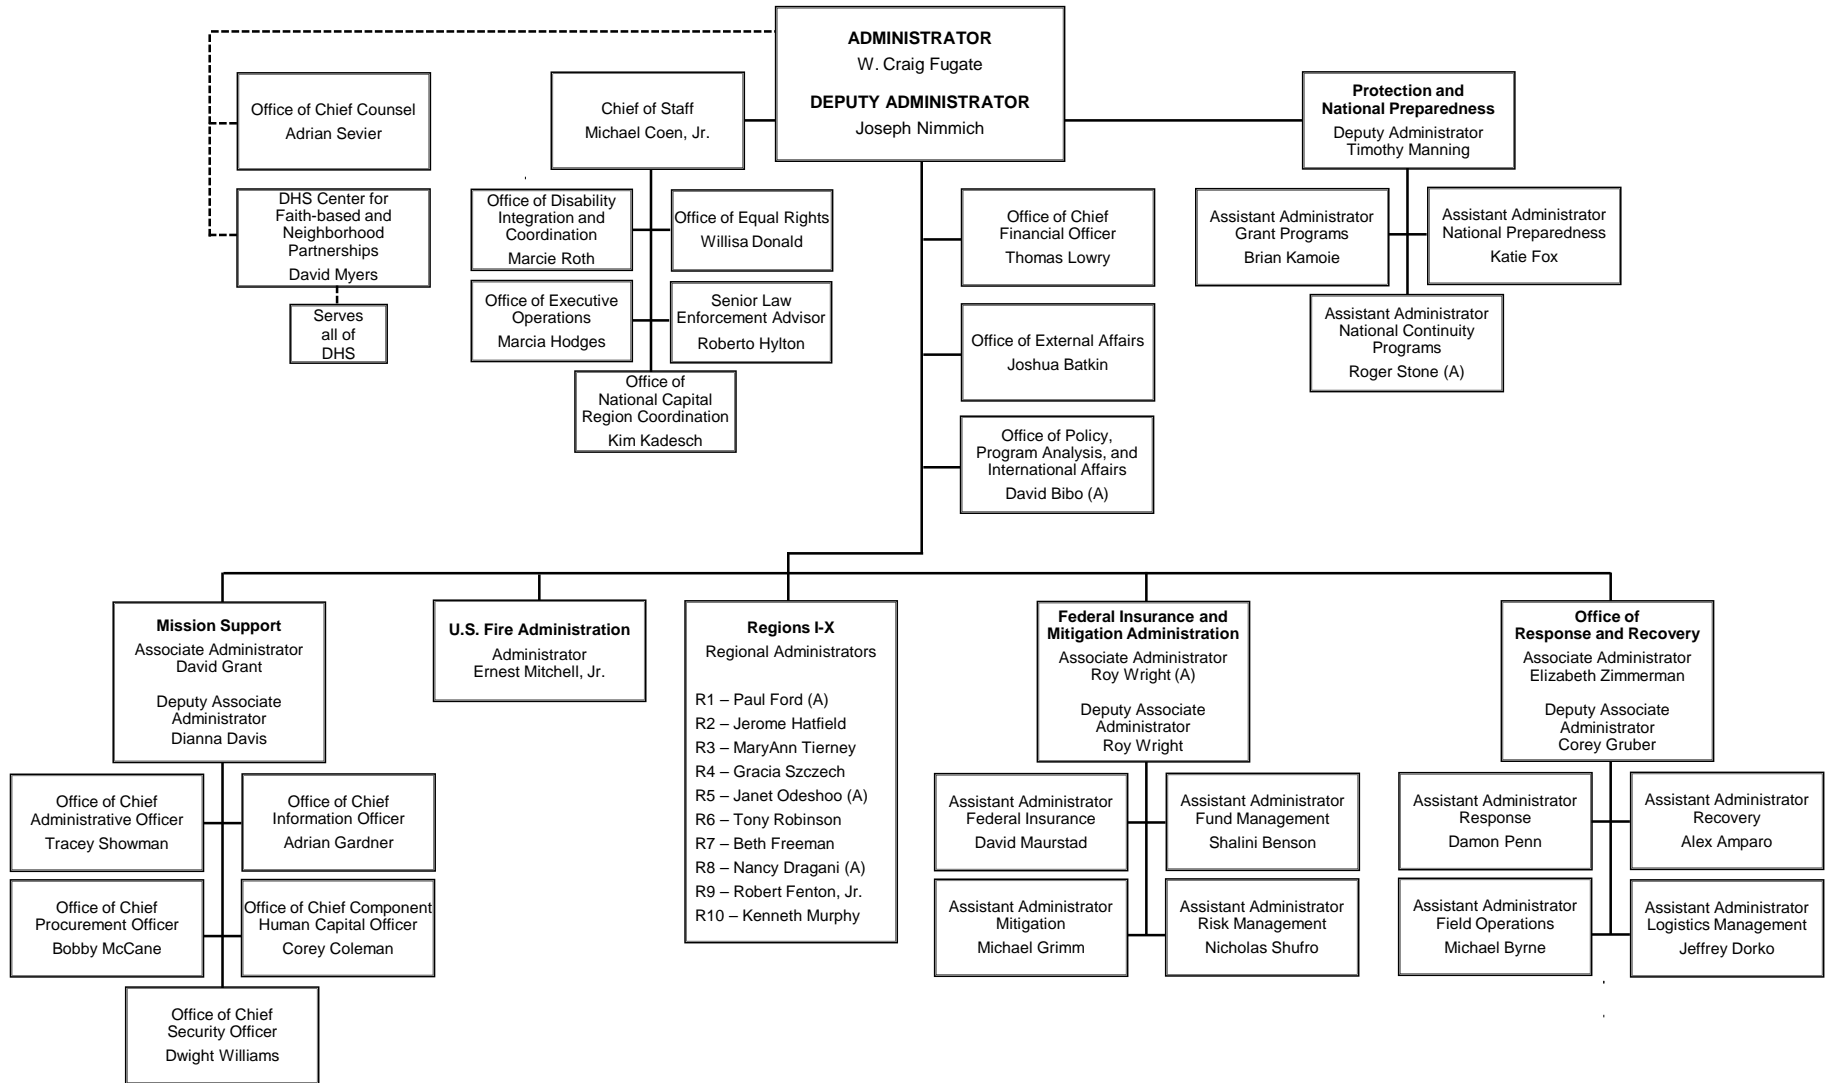 ADMINISTRATOR
W. Craig Fugate
DEPUTY ADMINISTRATOR
Joseph Nimmich
Office of Chief Counsel
Adrian Sevier
DHS Center for
Faith-based and
Neighborhood
Partnerships
David Myers
Serves
all of
DHS
Chief of Staff
Michael Coen, Jr.
Office of Disability
Integration and
Coordination
Marcie Roth
Office of Equal Rights
Willisa Donald
Office of Executive
Operations
Marcia Hodges
Senior Law
Enforcement Advisor
Roberto Hylton
Office of
National Capital
Region Coordination
Kim Kadesch
Office of Chief
Financial Officer
Thomas Lowry
Office of External Affairs
Joshua Batkin
Office of Policy,
Program Analysis, and
International Affairs
David Bibo (A)
Protection and
National Preparedness
Deputy Administrator
Timothy Manning
Assistant Administrator
Grant Programs
Brian Kamoie
Assistant Administrator
National Preparedness
Katie Fox
Assistant Administrator
National Continuity
Programs
Roger Stone (A)
Mission Support
Associate Administrator
David Grant
Deputy Associate
Administrator
Dianna Davis
Office of Chief
Administrative Officer
Tracey Showman
Office of Chief
Information Officer
Adrian Gardner
Office of Chief
Procurement Officer
Bobby McCane
Office of Chief Component
Human Capital Officer
Corey Coleman
Office of Chief
Security Officer
Dwight Williams
U.S. Fire Administration
Administrator
Ernest Mitchell, Jr.
Regions I-X
Regional Administrators
R1 – Paul Ford (A)
R2 – Jerome Hatfield
R3 – MaryAnn Tierney
R4 – Gracia Szczech
R5 – Janet Odeshoo (A)
R6 – Tony Robinson
R7 – Beth Freeman
R8 – Nancy Dragani (A)
R9 – Robert Fenton, Jr.
R10 – Kenneth Murphy
Federal Insurance and
Mitigation Administration
Associate Administrator
Roy Wright (A)
Deputy Associate
Administrator
Roy Wright
Assistant Administrator
Federal Insurance
David Maurstad
Assistant Administrator
Fund Management
Shalini Benson
Assistant Administrator
Mitigation
Michael Grimm
Assistant Administrator
Risk Management
Nicholas Shufro
Office of
Response and Recovery
Associate Administrator
Elizabeth Zimmerman
Deputy Associate
Administrator
Corey Gruber
Assistant Administrator
Response
Damon Penn
Assistant Administrator
Recovery
Alex Amparo
Assistant Administrator
Field Operations
Michael Byrne
Assistant Administrator
Logistics Management
Jeffrey Dorko